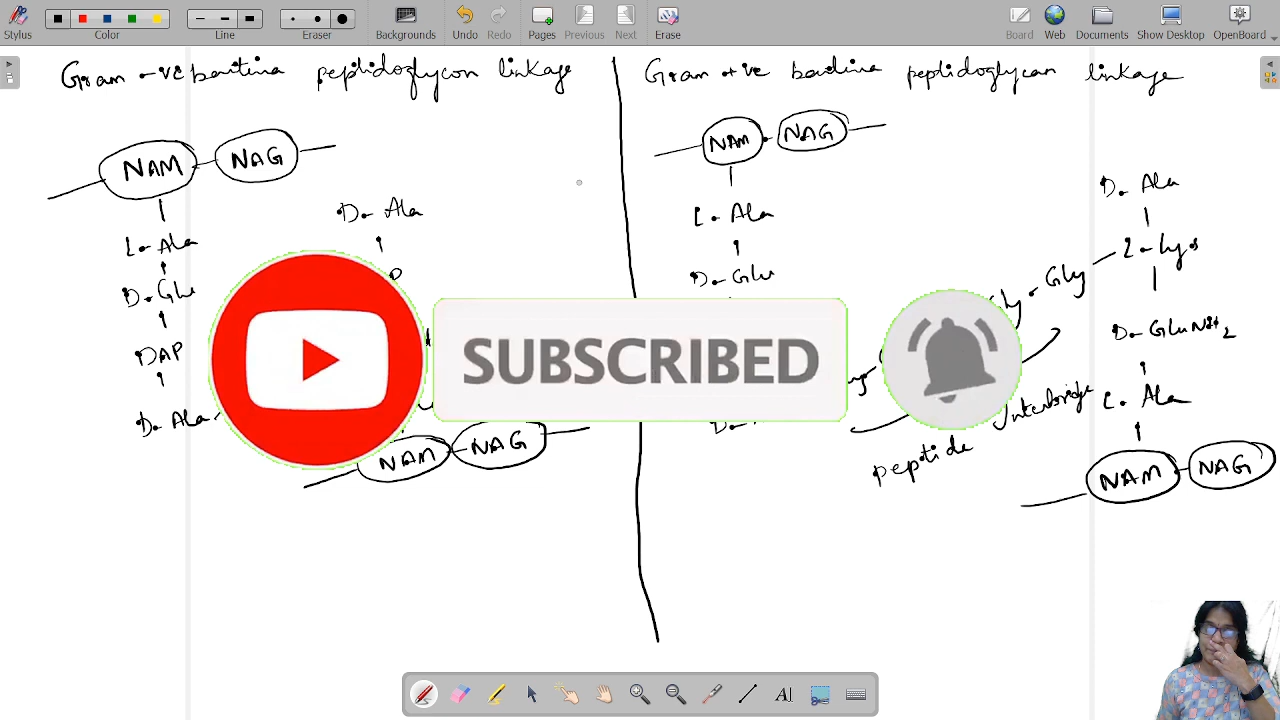 Stylus
Color
Line
Eraser
Backgrounds
Undo
Redo
Pages
Previous
Next
Erase
Board
Web
Documents
Show Desktop
OpenBoard
Gram -ve bacteria peptidoglycan linkage
NAM NAG
L-Ala
D-Glu
DAP
D-Ala
D-Ala
NAM NAG
Gram +ve bacteria peptidoglycan linkage
NAM NAG
L-Ala
D-Glu
D-Ala
L-Lys
Gly
D-GluNH2
L-Ala
NAM NAG
peptide Interbridge
SUBSCRIBED